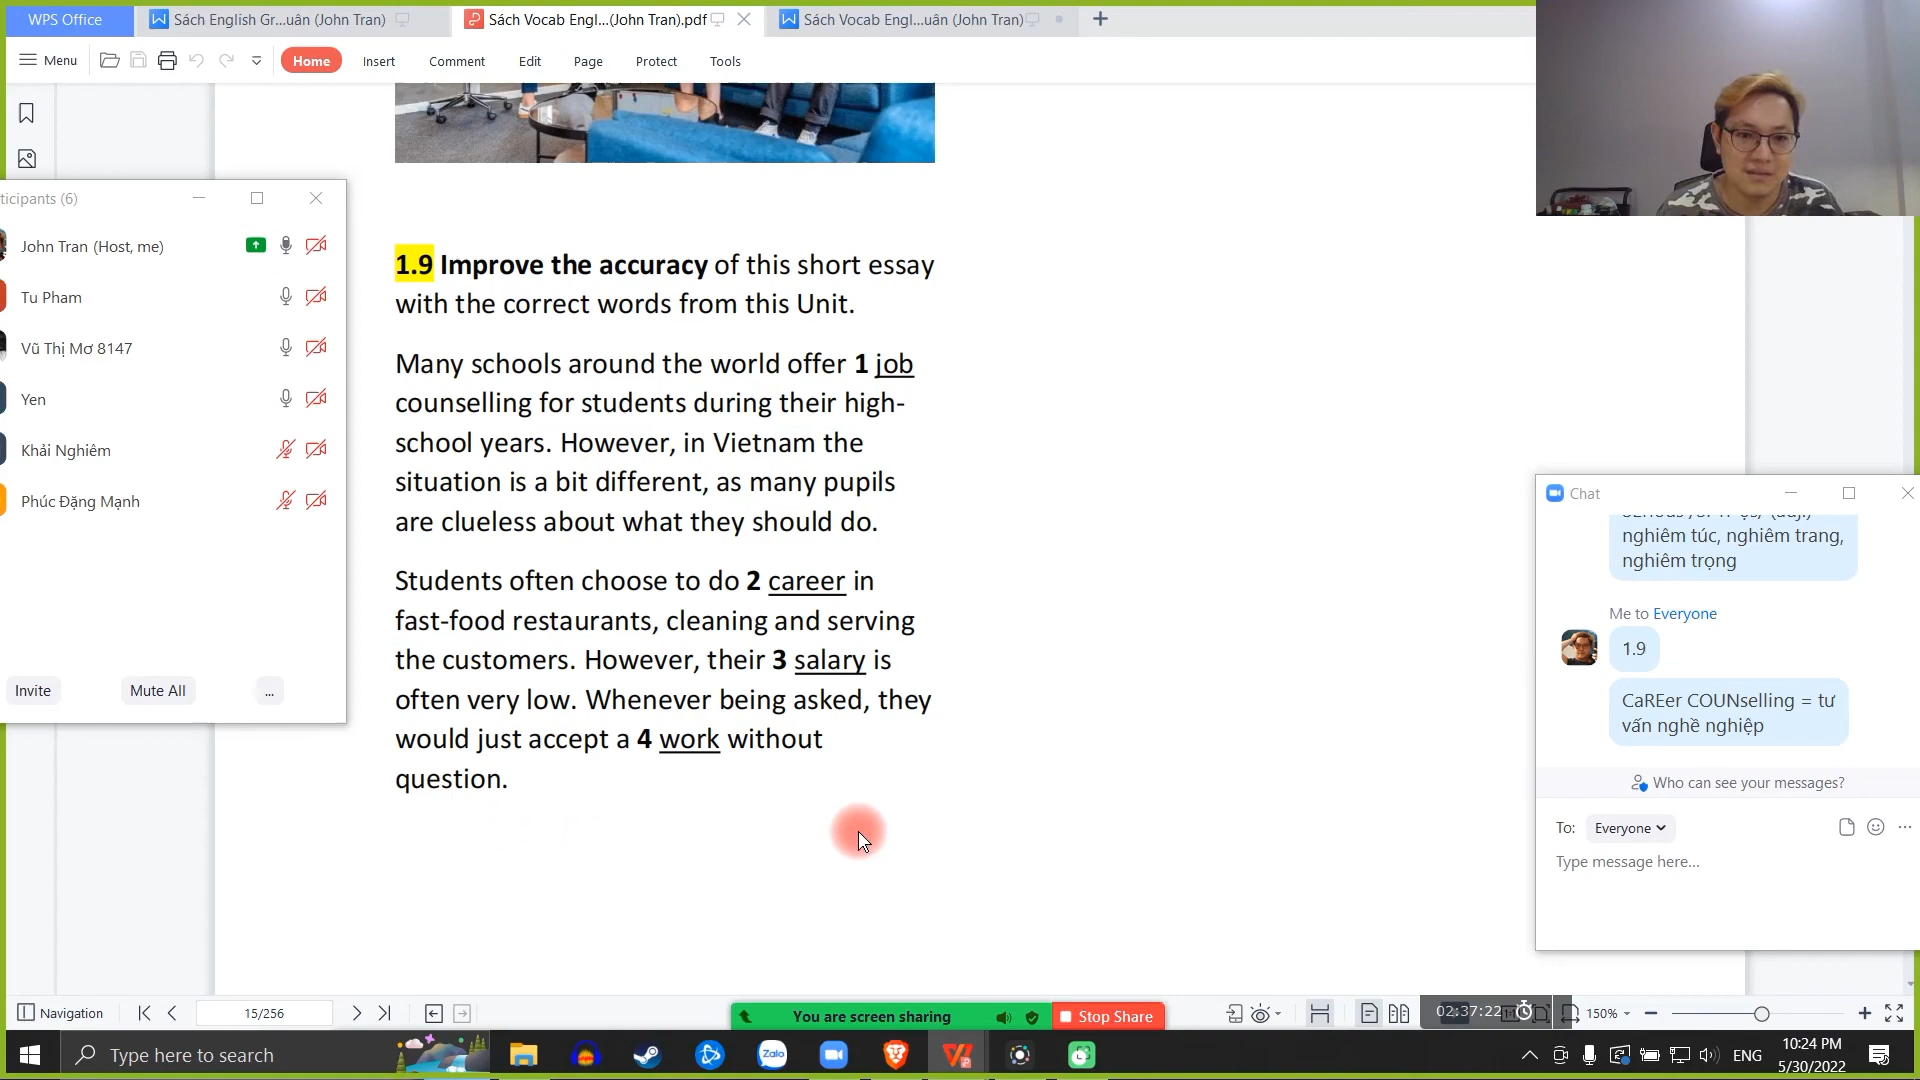 WPS Office
Sách English Gr...uân (John Tran)
Sách Vocab Engl...(John Tran).pdf
Sách Vocab Engl...uân (John Tran)
Menu
Home
Insert
Comment
Edit
Page
Protect
Tools
ticipants (6)
John Tran (Host, me)
Tu Pham
Vũ Thị Mơ 8147
Yen
Khải Nghiêm
Phúc Đặng Mạnh
Invite
Mute All
...
1.9 Improve the accuracy of this short essay
with the correct words from this Unit.
Many schools around the world offer 1 job
counselling for students during their high-
school years. However, in Vietnam the
situation is a bit different, as many pupils
are clueless about what they should do.
Students often choose to do 2 career in
fast-food restaurants, cleaning and serving
the customers. However, their 3 salary is
often very low. Whenever being asked, they
would just accept a 4 work without
question.
Chat
nghiêm túc, nghiêm trang,
nghiêm trọng
Me to Everyone
1.9
CaREer COUNselling = tư
vấn nghề nghiệp
Who can see your messages?
To: Everyone
Type message here...
Navigation
15/256
You are screen sharing
Stop Share
02:37:22
150%
Type here to search
Zalo
ENG
10:24 PM
5/30/2022